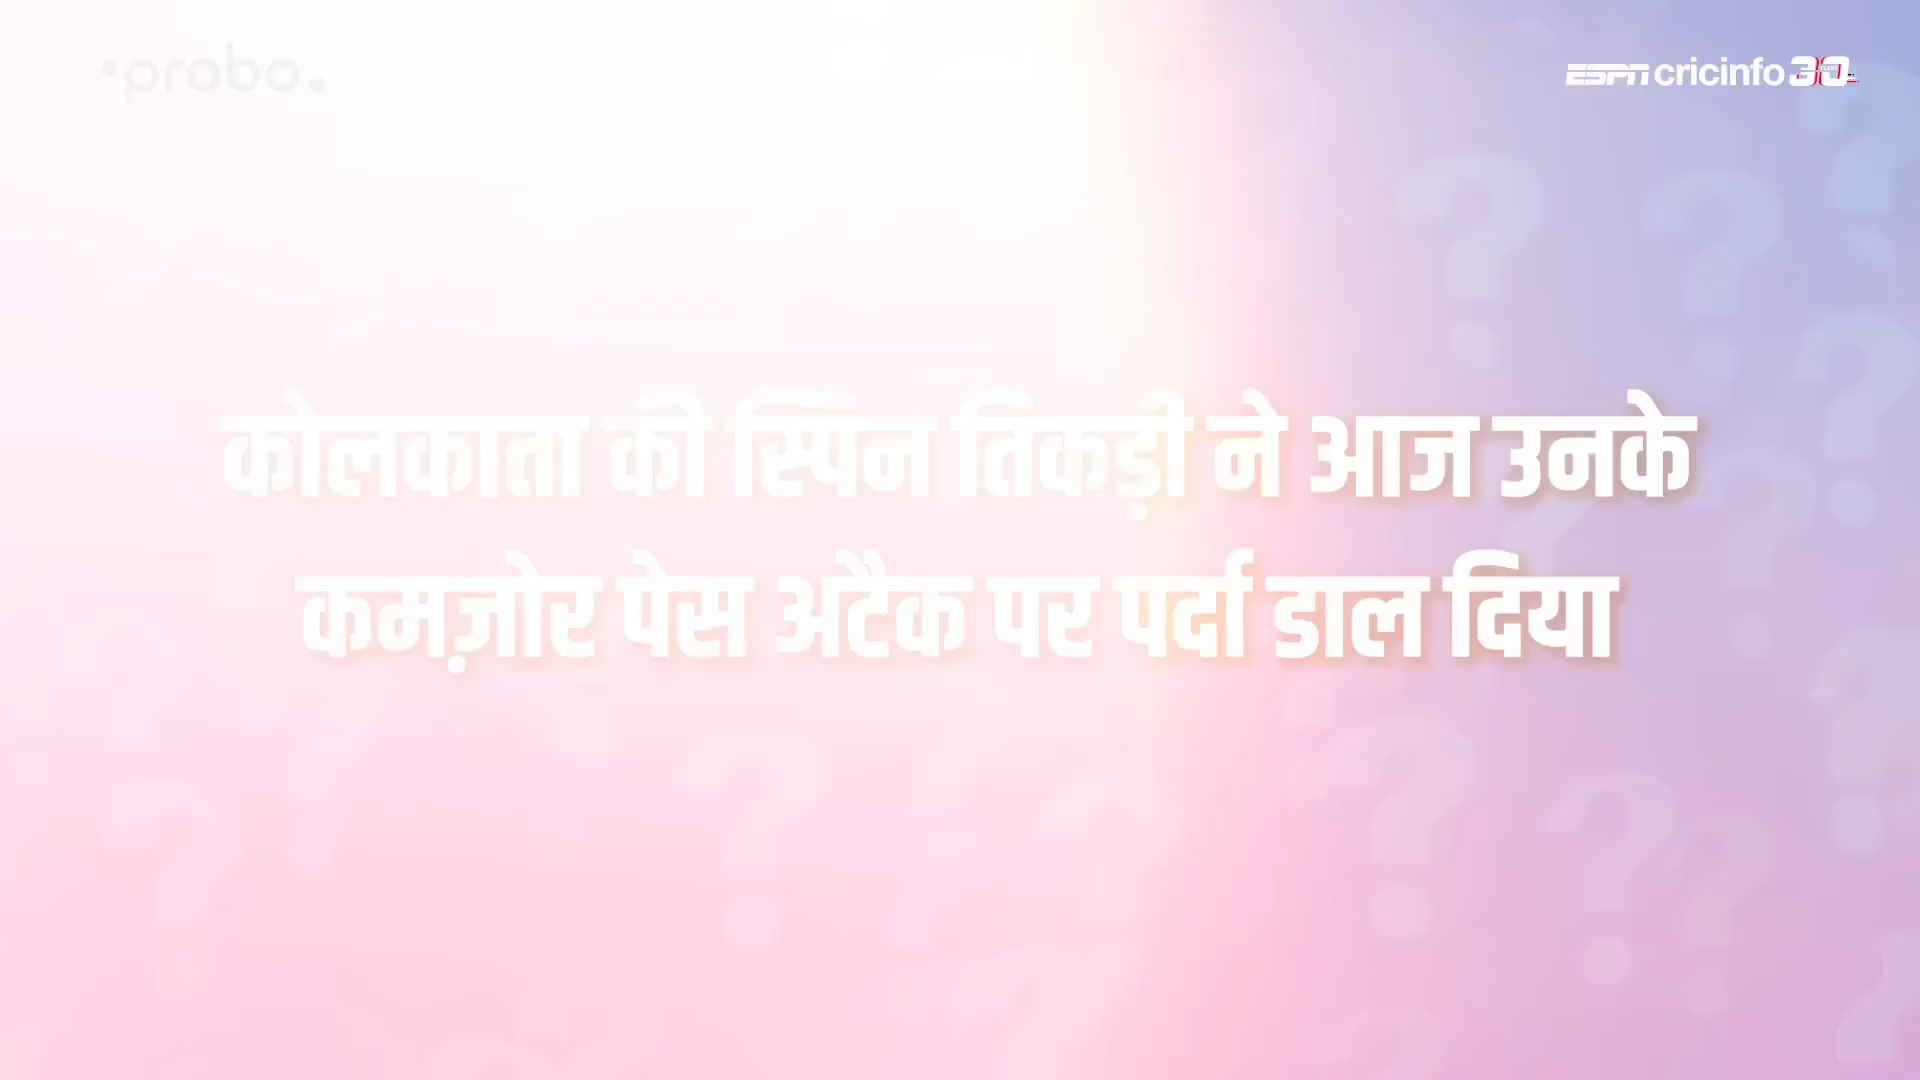 probo.
ESPN cricinfo 30
कोलकाता की स्पिन तिकड़ी ने आज उनके
कमज़ोर पेस अटैक पर पर्दा डाल दिया